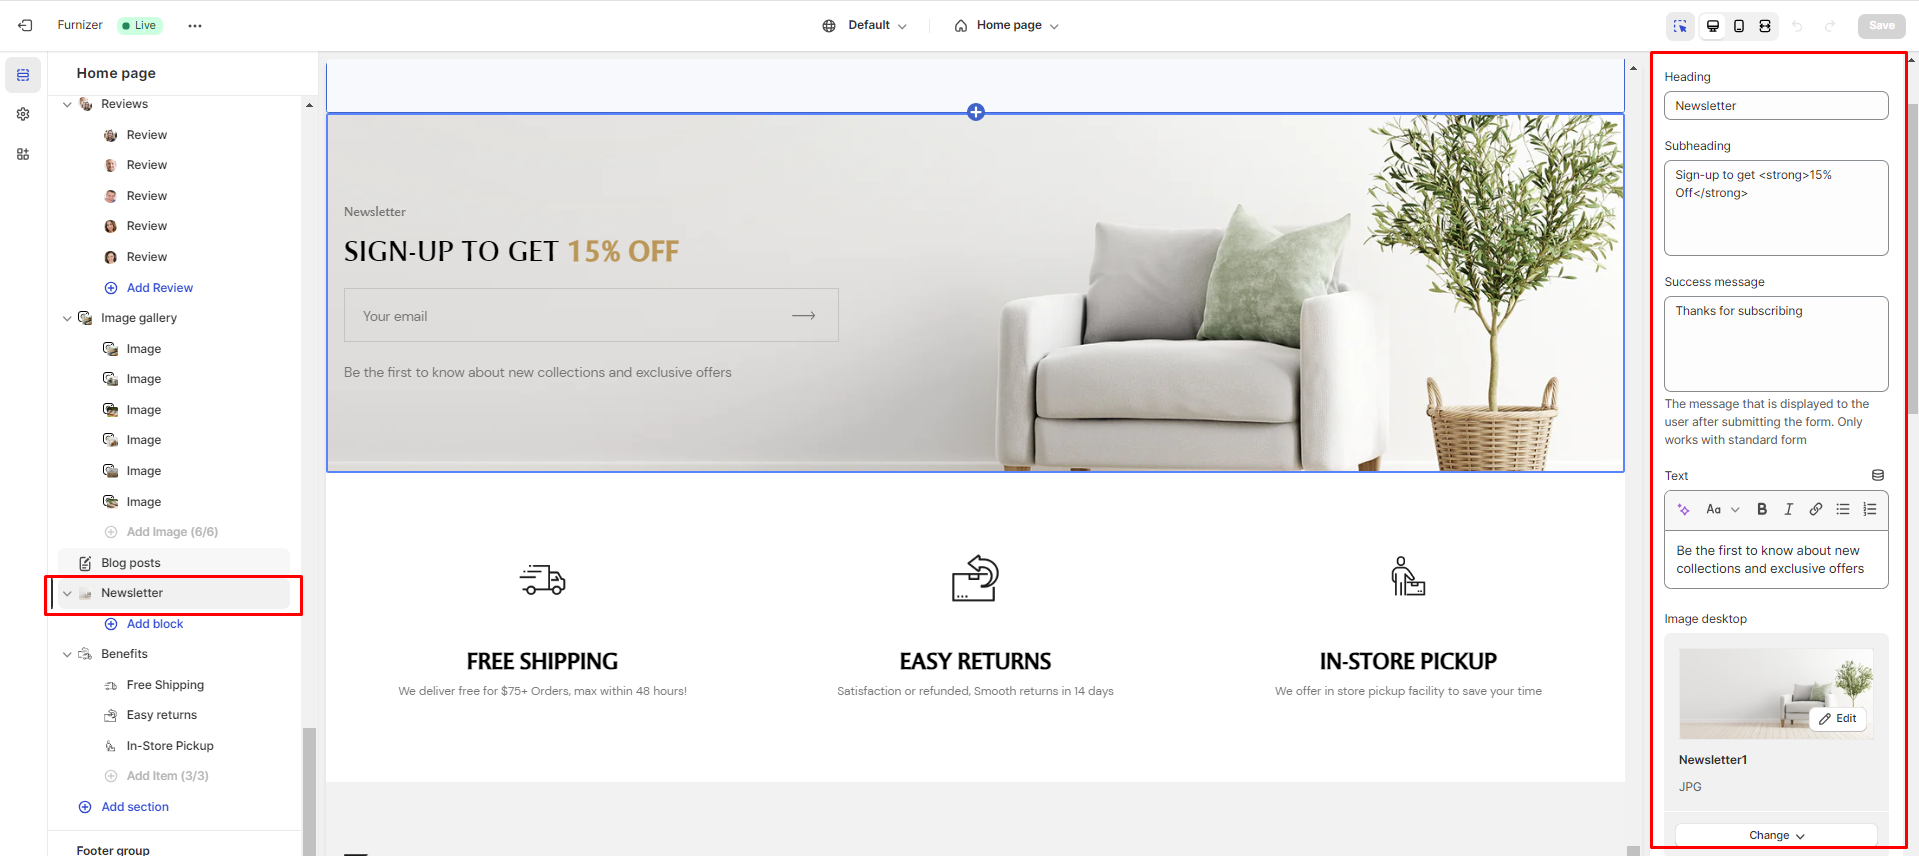 Furnizer
Live
Default
Home page
Save
Home page
Reviews
Review
Review
Review
Review
Review
Add Review
Image gallery
Image
Image
Image
Image
Image
Image
Add Image (6/6)
Blog posts
Newsletter
Add block
Benefits
Free Shipping
Easy returns
In-Store Pickup
Add Item (3/3)
Add section
Footer group
Newsletter
SIGN-UP TO GET 15% OFF
Your email
Be the first to know about new collections and exclusive offers
FREE SHIPPING
We deliver free for $75+ Orders, max within 48 hours!
EASY RETURNS
Satisfaction or refunded, Smooth returns in 14 days
IN-STORE PICKUP
We offer in store pickup facility to save your time
Heading
Newsletter
Subheading
Sign-up to get <strong>15%
Off</strong>
Success message
Thanks for subscribing
The message that is displayed to the
user after submitting the form. Only
works with standard form
Text
Aa
B
I
Be the first to know about new
collections and exclusive offers
Image desktop
Edit
Newsletter1
JPG
Change